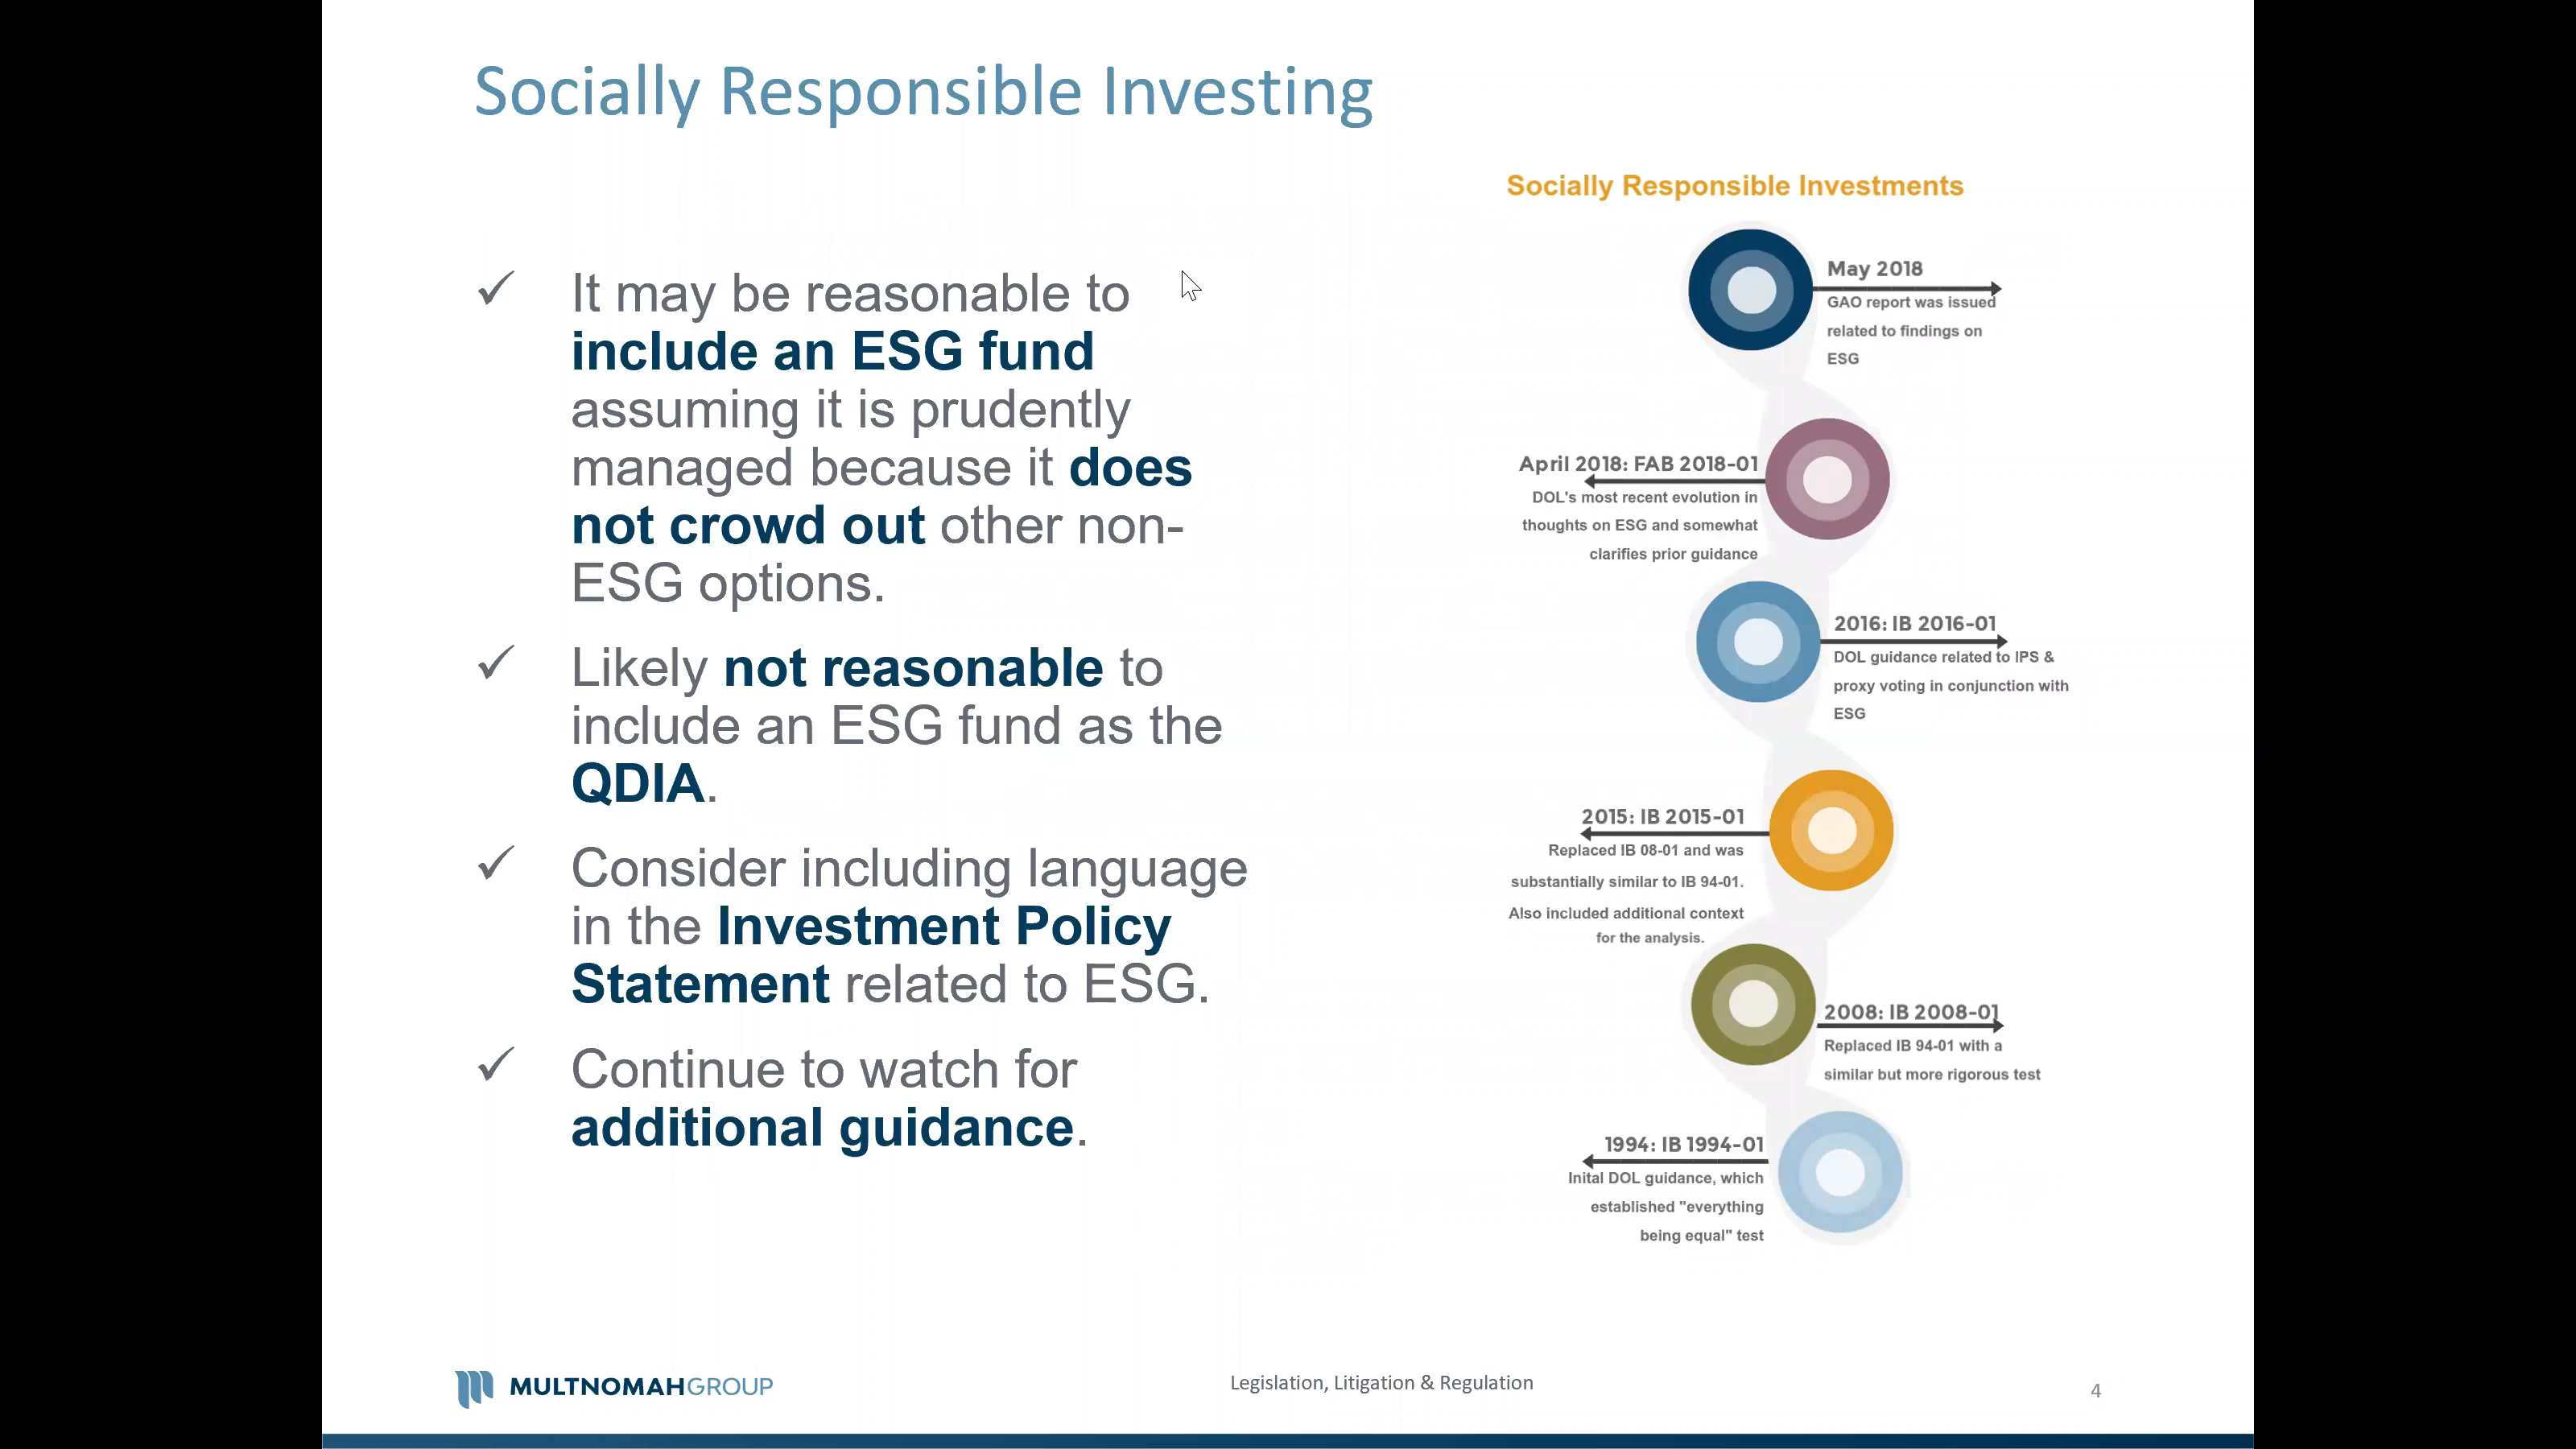 Socially Responsible Investing
It may be reasonable to
include an ESG fund
assuming it is prudently
managed because it does
not crowd out other non-
ESG options.
Likely not reasonable to
include an ESG fund as the
QDIA.
Consider including language
in the Investment Policy
Statement related to ESG.
Continue to watch for
additional guidance.
Socially Responsible Investments
May 2018
GAO report was issued
related to findings on
ESG
April 2018: FAB 2018-01
DOL's most recent evolution in
thoughts on ESG and somewhat
clarifies prior guidance
2016: IB 2016-01
DOL guidance related to IPS &
proxy voting in conjunction with
ESG
2015: IB 2015-01
Replaced IB 08-01 and was
substantially similar to IB 94-01.
Also included additional context
for the analysis.
2008: IB 2008-01
Replaced IB 94-01 with a
similar but more rigorous test
1994: IB 1994-01
Inital DOL guidance, which
established "everything
being equal" test
MULTNOMAHGROUP
Legislation, Litigation & Regulation
4